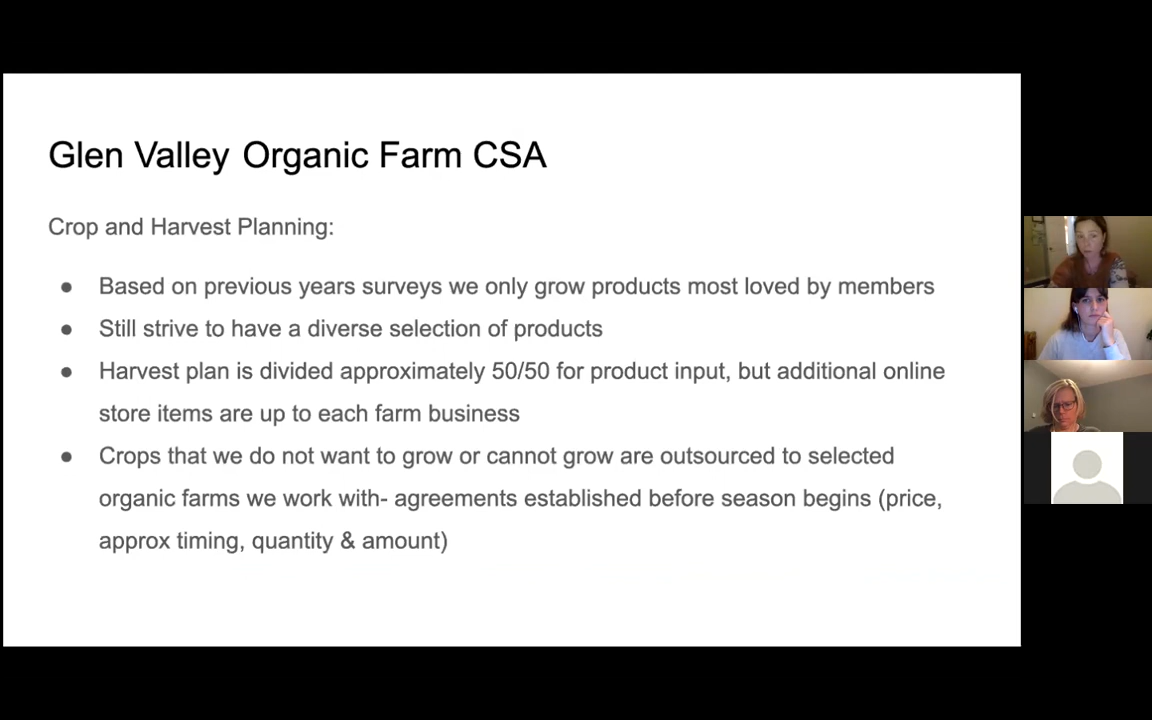 Glen Valley Organic Farm CSA
Crop and Harvest Planning:
● Based on previous years surveys we only grow products most loved by members
● Still strive to have a diverse selection of products
● Harvest plan is divided approximately 50/50 for product input, but additional online
store items are up to each farm business
● Crops that we do not want to grow or cannot grow are outsourced to selected
organic farms we work with- agreements established before season begins (price,
approx timing, quantity & amount)